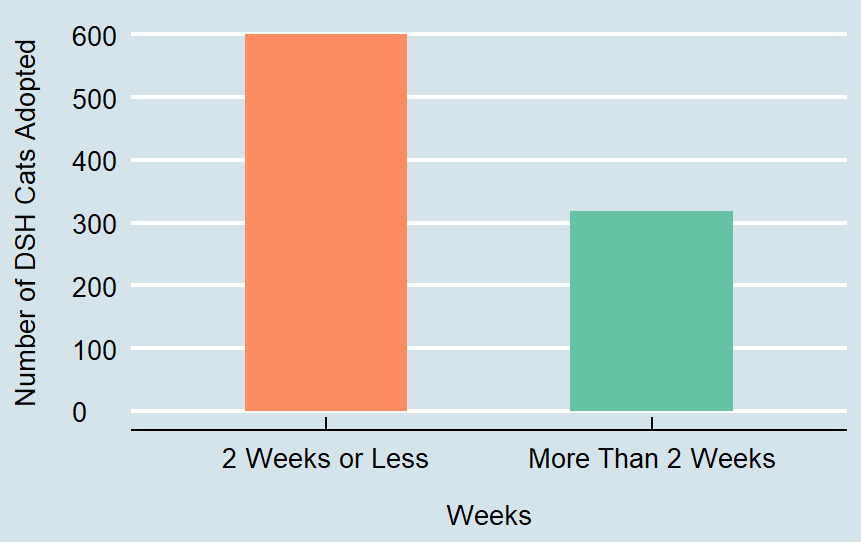 Number of DSH Cats Adopted
600
500
400
300
200
100
0
2 Weeks or Less
More Than 2 Weeks
Weeks